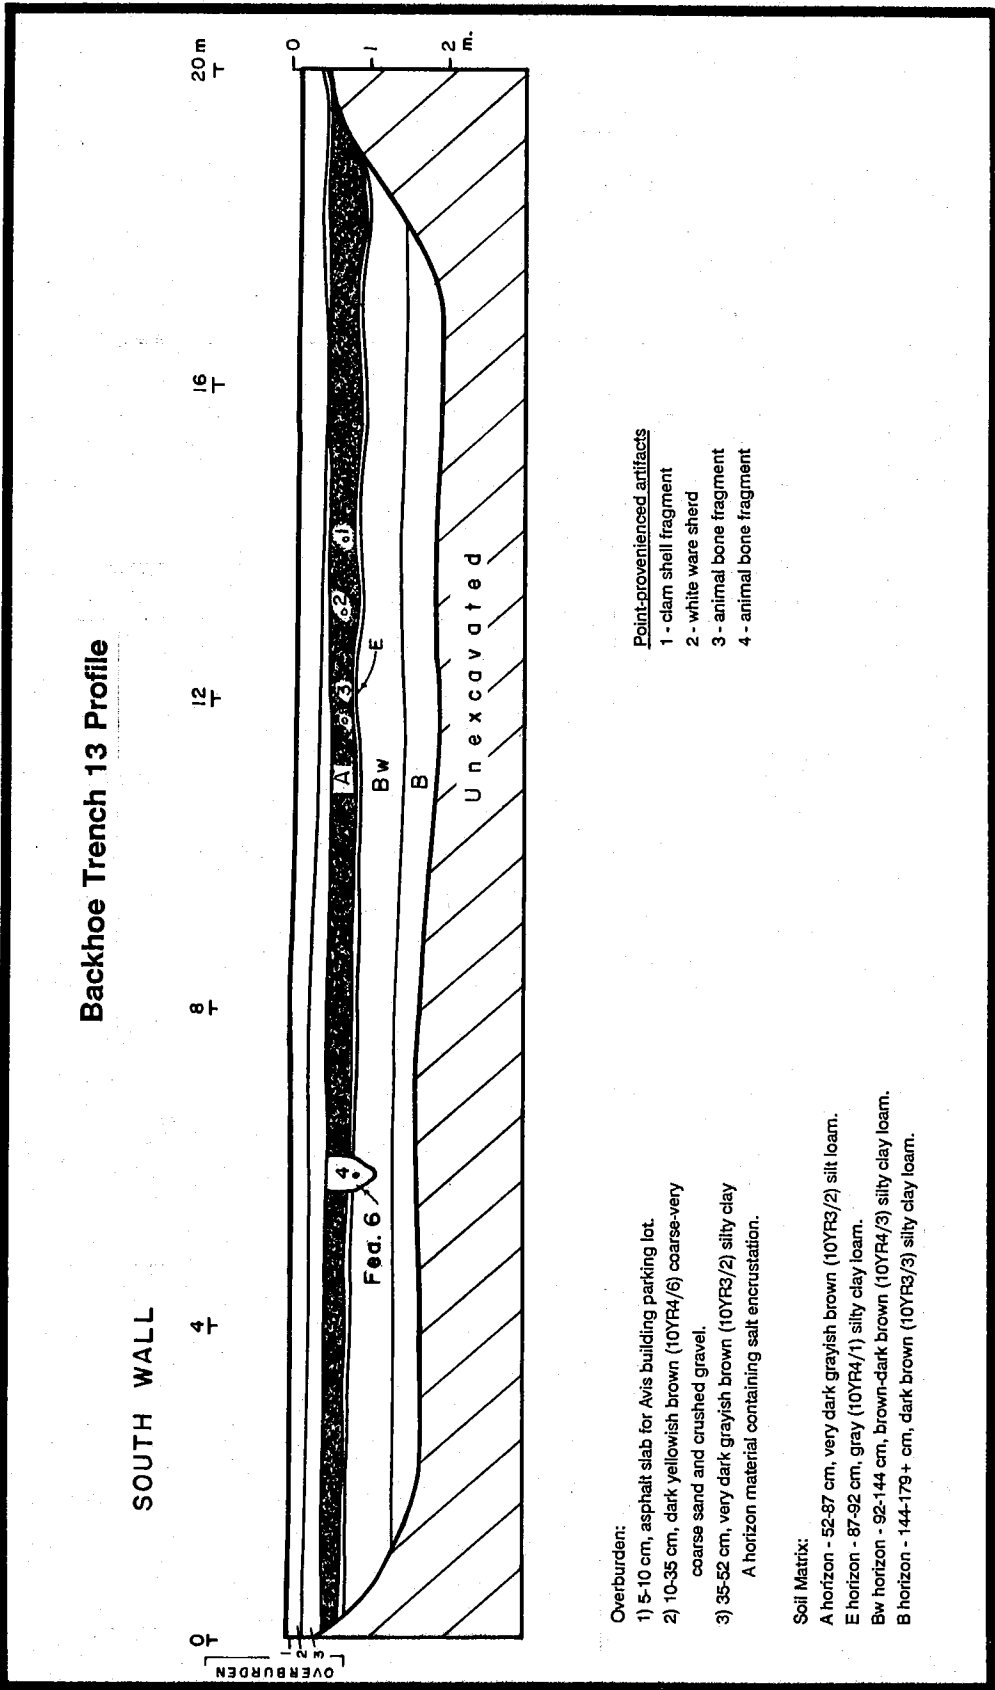 Backhoe Trench 13 Profile
SOUTH WALL
0
4
8
12
16
20 m
0
1
2
m.
OVERBURDEN
1
2
3
A
3
2
1
E
4
Fea. 6
Bw
B
Unexcavated
Overburden:
1) 5-10 cm, asphalt slab for Avis building parking lot.
2) 10-35 cm, dark yellowish brown (10YR4/6) coarse-very
coarse sand and crushed gravel.
3) 35-52 cm, very dark grayish brown (10YR3/2) silty clay
A horizon material containing salt encrustation.
Soil Matrix:
A horizon - 52-87 cm, very dark grayish brown (10YR3/2) silt loam.
E horizon - 87-92 cm, gray (10YR4/1) silty clay loam.
Bw horizon - 92-144 cm, brown-dark brown (10YR4/3) silty clay loam.
B horizon - 144-179+ cm, dark brown (10YR3/3) silty clay loam.
Point-provenienced artifacts
1 - clam shell fragment
2 - white ware sherd
3 - animal bone fragment
4 - animal bone fragment